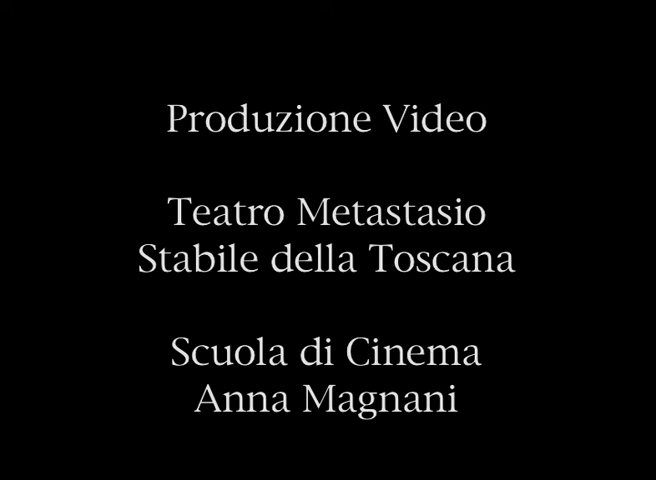 Produzione Video
Teatro Metastasio
Stabile della Toscana
Scuola di Cinema
Anna Magnani